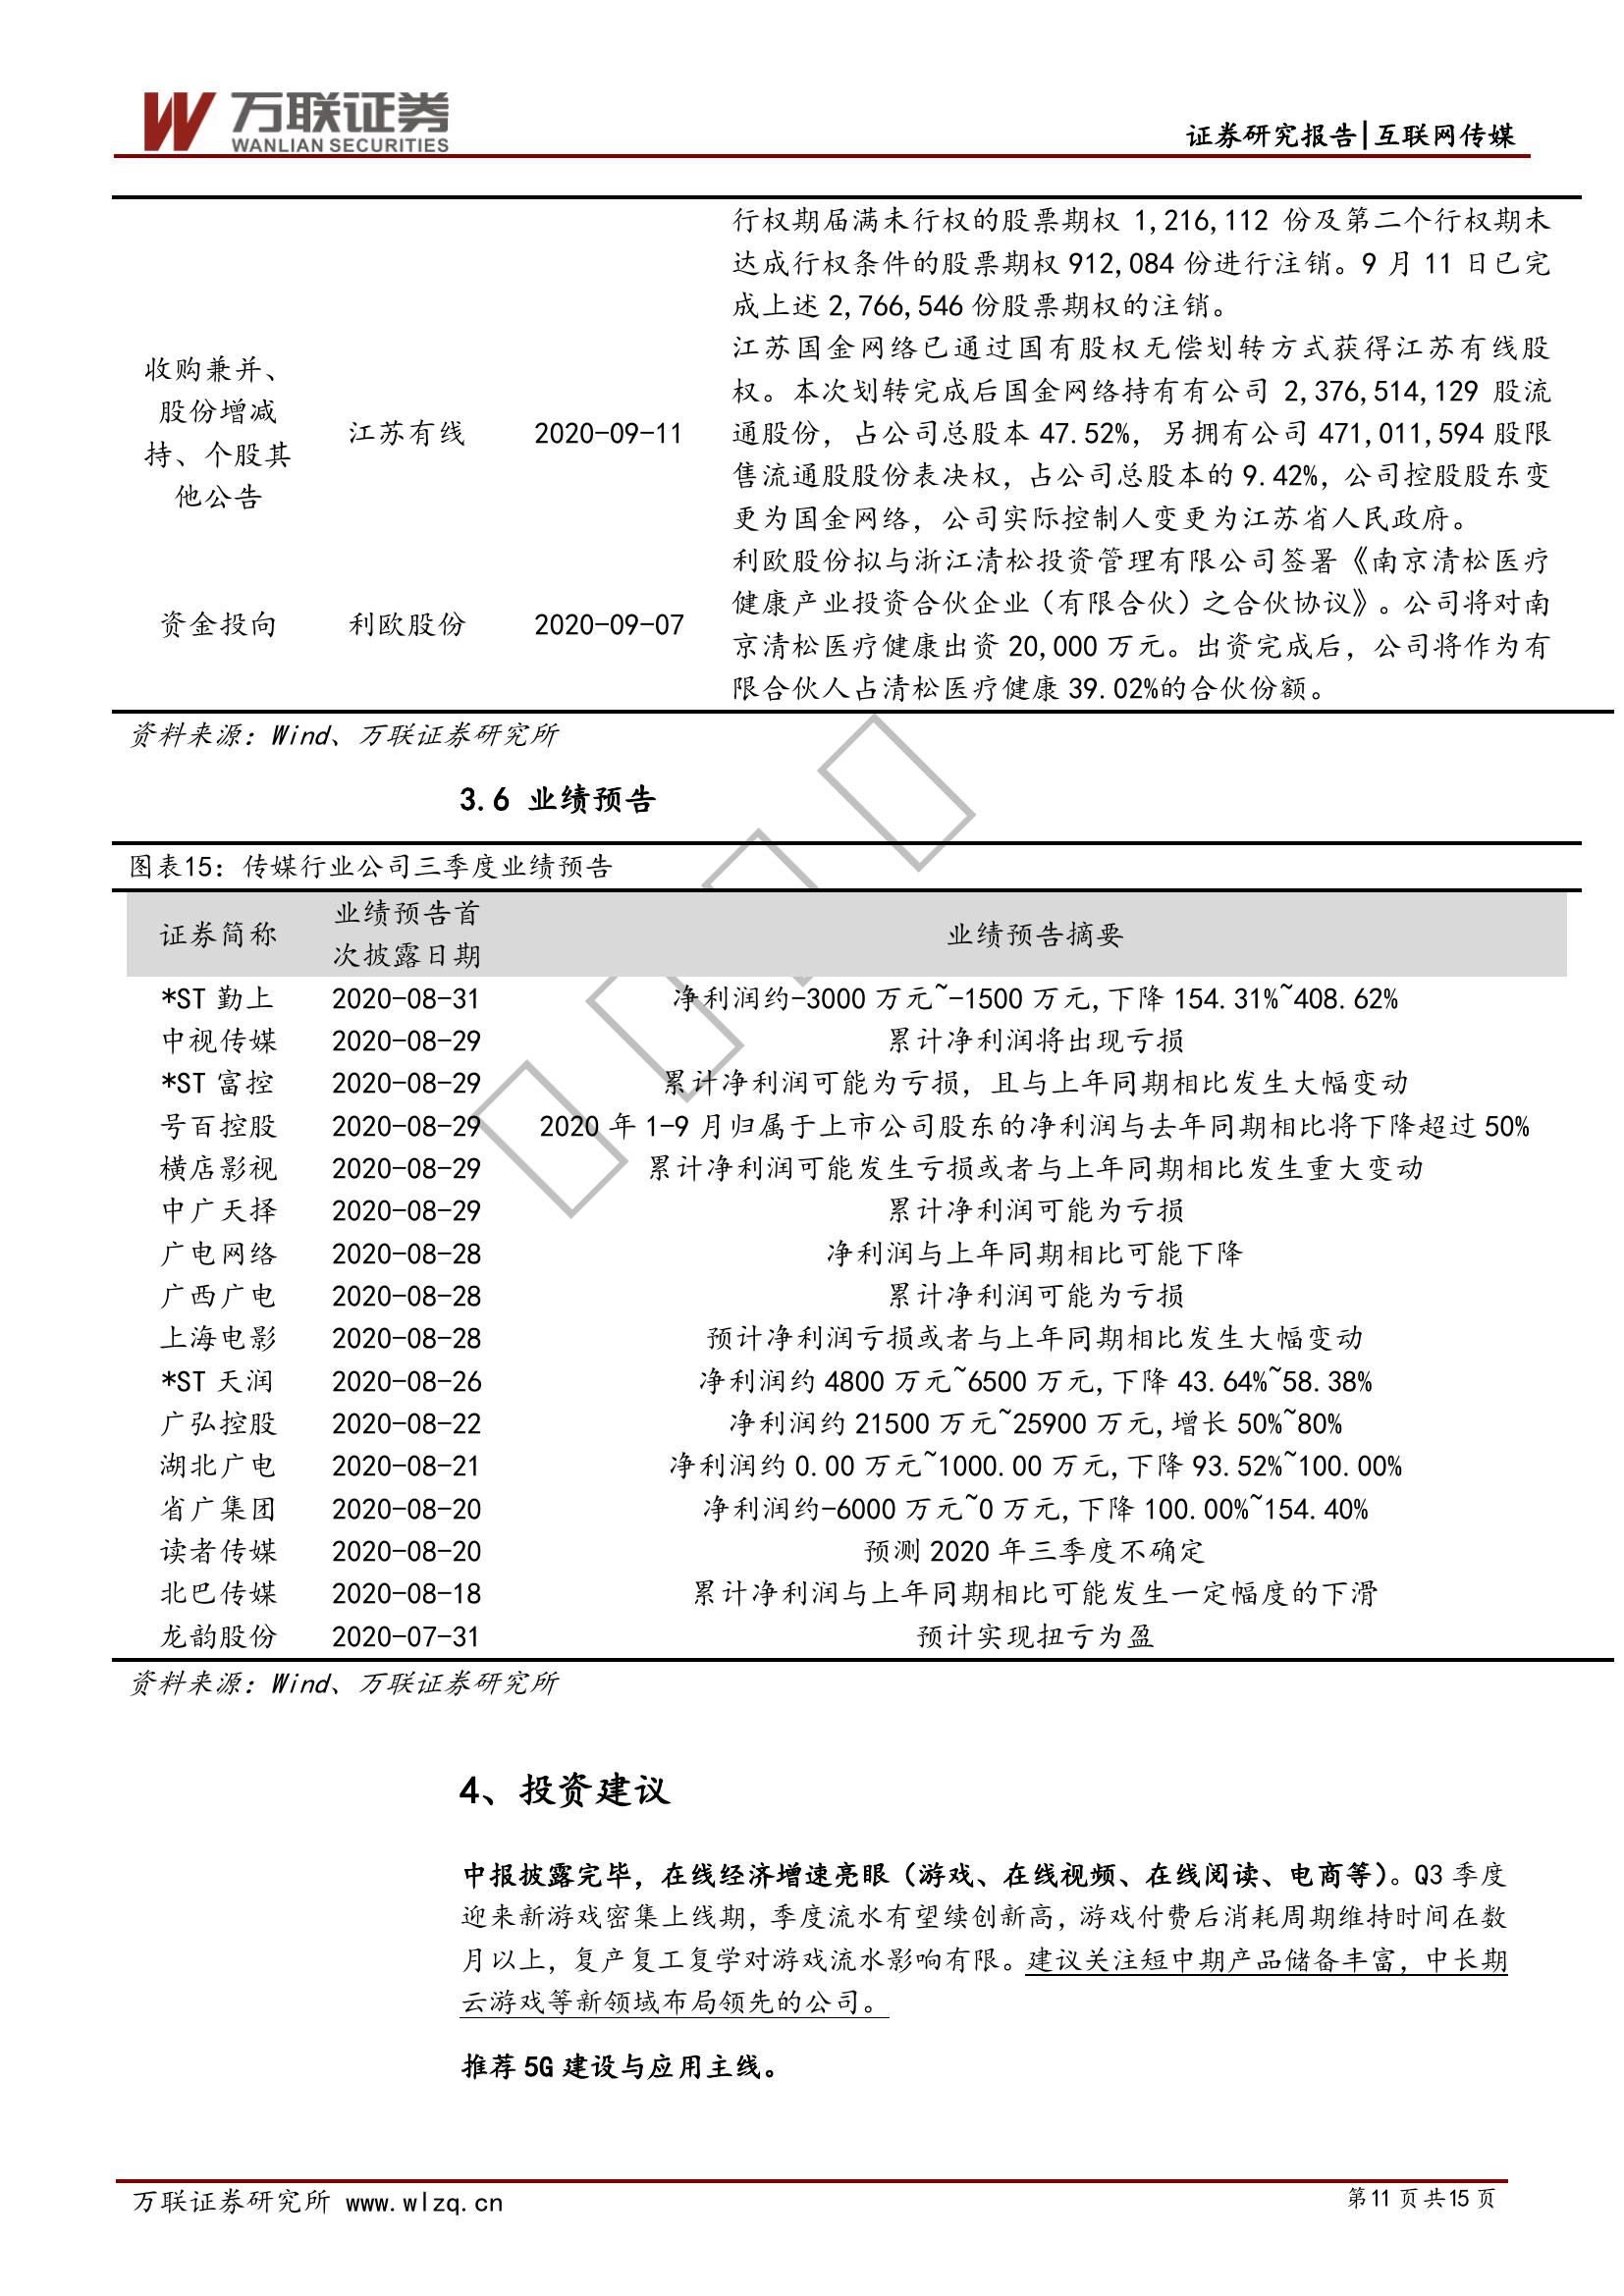 万联证券
WANLIAN SECURITIES
证券研究报告|互联网传媒
行权期届满未行权的股票期权 1,216,112 份及第二个行权期未
达成行权条件的股票期权 912,084 份进行注销。9 月 11 日已完
成上述 2,766,546 份股票期权的注销。
收购兼并、
股份增减
持、个股其
他公告
江苏有线
2020-09-11
江苏国金网络已通过国有股权无偿划转方式获得江苏有线股
权。本次划转完成后国金网络持有有公司 2,376,514,129 股流
通股份，占公司总股本 47.52%，另拥有公司 471,011,594 股限
售流通股股份表决权，占公司总股本的 9.42%，公司控股股东变
更为国金网络，公司实际控制人变更为江苏省人民政府。
资金投向
利欧股份
2020-09-07
利欧股份拟与浙江清松投资管理有限公司签署《南京清松医疗
健康产业投资合伙企业（有限合伙）之合伙协议》。公司将对南
京清松医疗健康出资 20,000 万元。出资完成后，公司将作为有
限合伙人占清松医疗健康 39.02%的合伙份额。
资料来源：Wind、万联证券研究所
3.6 业绩预告
图表15：传媒行业公司三季度业绩预告
证券简称 业绩预告首 业绩预告摘要
次披露日期
*ST 勤上 2020-08-31 净利润约-3000 万元~-1500 万元,下降 154.31%~408.62%
中视传媒 2020-08-29 累计净利润将出现亏损
*ST 富控 2020-08-29 累计净利润可能为亏损，且与上年同期相比发生大幅变动
号百控股 2020-08-29 2020 年 1-9 月归属于上市公司股东的净利润与去年同期相比将下降超过 50%
横店影视 2020-08-29 累计净利润可能发生亏损或者与上年同期相比发生重大变动
中广天择 2020-08-29 累计净利润可能为亏损
广电网络 2020-08-28 净利润与上年同期相比可能下降
广西广电 2020-08-28 累计净利润可能为亏损
上海电影 2020-08-28 预计净利润亏损或者与上年同期相比发生大幅变动
*ST 天润 2020-08-26 净利润约 4800 万元~6500 万元,下降 43.64%~58.38%
广弘控股 2020-08-22 净利润约 21500 万元~25900 万元,增长 50%~80%
湖北广电 2020-08-21 净利润约 0.00 万元~1000.00 万元,下降 93.52%~100.00%
省广集团 2020-08-20 净利润约-6000 万元~0 万元,下降 100.00%~154.40%
读者传媒 2020-08-20 预测 2020 年三季度不确定
北巴传媒 2020-08-18 累计净利润与上年同期相比可能发生一定幅度的下滑
龙韵股份 2020-07-31 预计实现扭亏为盈
资料来源：Wind、万联证券研究所
4、投资建议
中报披露完毕，在线经济增速亮眼（游戏、在线视频、在线阅读、电商等）。Q3 季度
迎来新游戏密集上线期，季度流水有望续创新高，游戏付费后消耗周期维持时间在数
月以上，复产复工复学对游戏流水影响有限。建议关注短中期产品储备丰富，中长期
云游戏等新领域布局领先的公司。
推荐 5G 建设与应用主线。
万联证券研究所 www.wlzq.cn
第 11 页 共 15 页